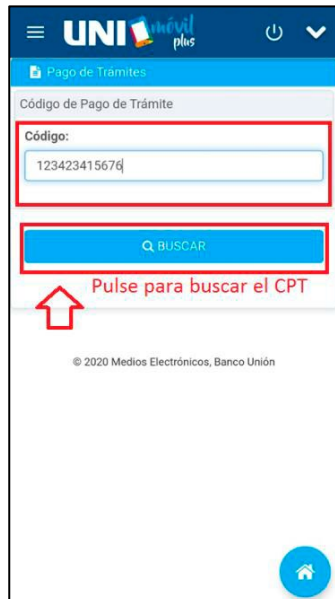 UNI móvil
plus
Pago de Trámites
Código de Pago de Trámite
Código:
123423415676
BUSCAR
Pulse para buscar el CPT
© 2020 Medios Electrónicos, Banco Unión